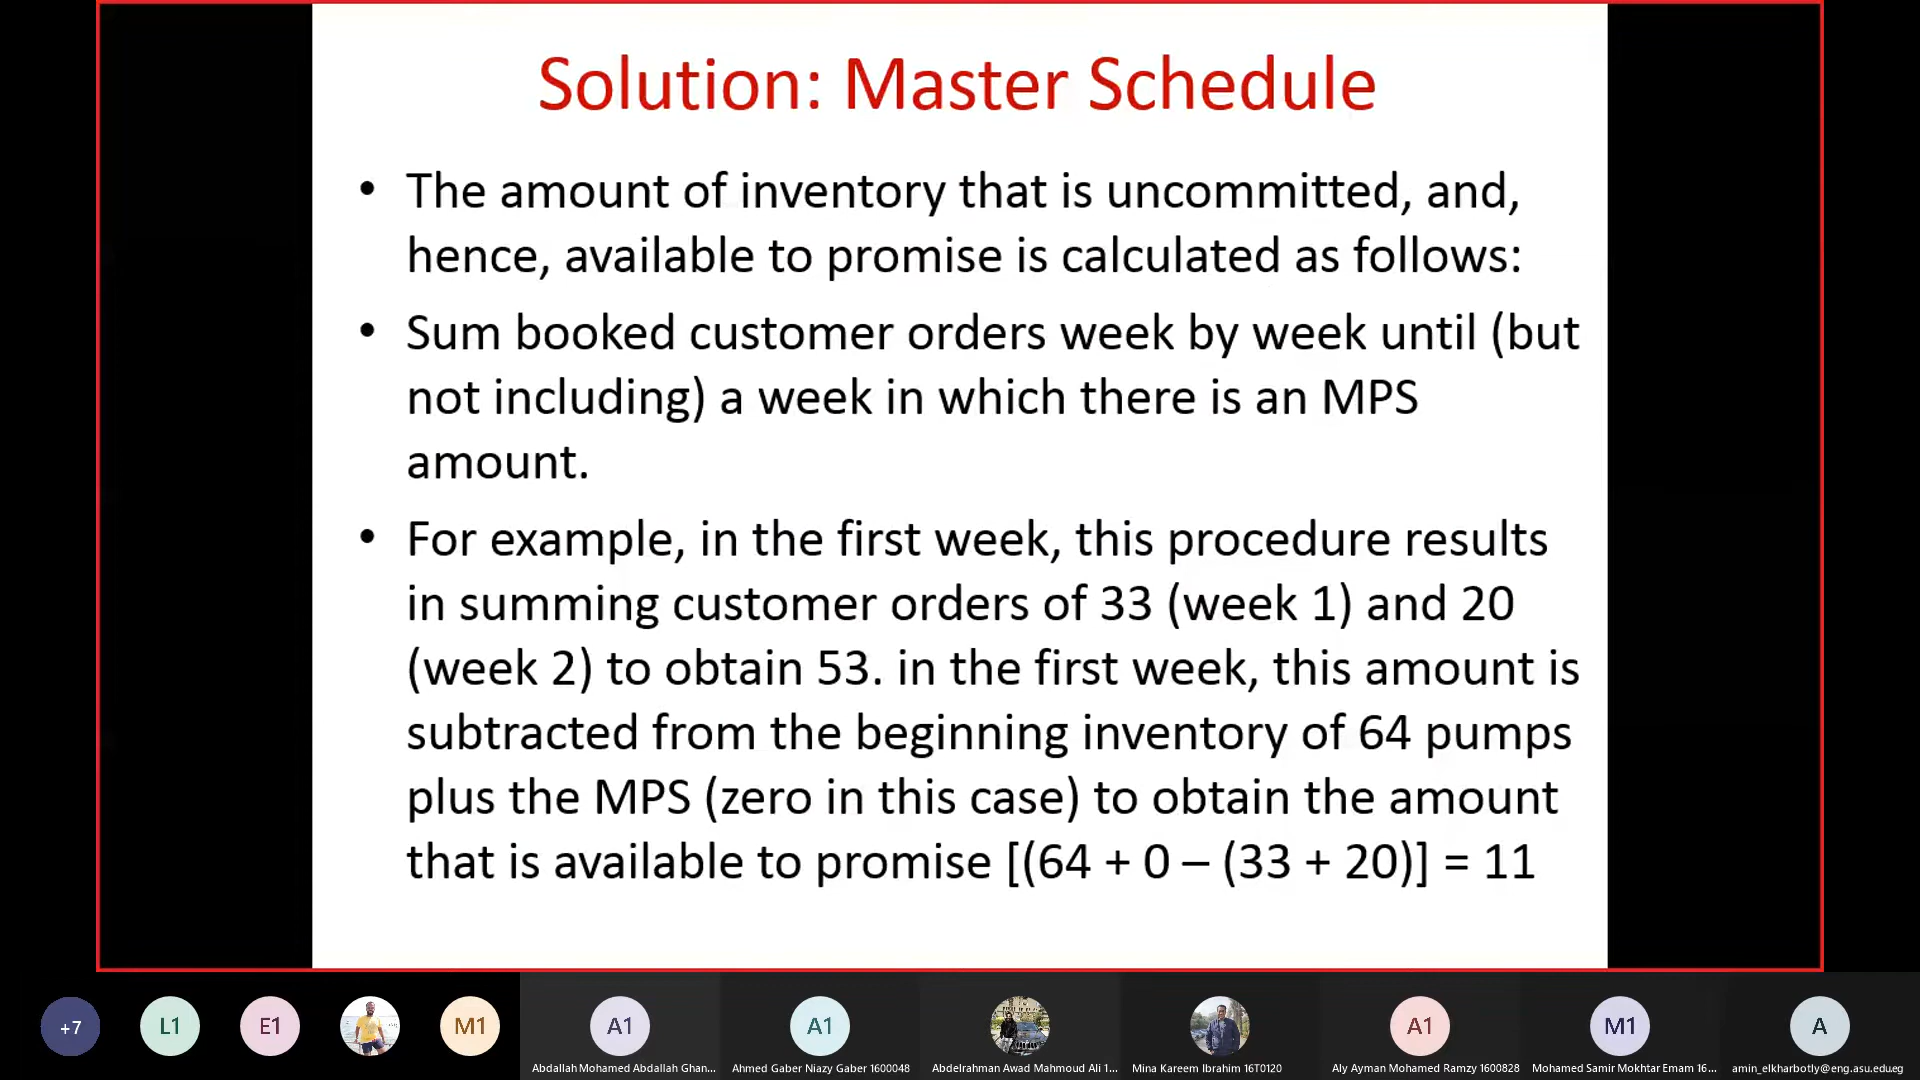 Solution: Master Schedule
• The amount of inventory that is uncommitted, and,
hence, available to promise is calculated as follows:
• Sum booked customer orders week by week until (but
not including) a week in which there is an MPS
amount.
• For example, in the first week, this procedure results
in summing customer orders of 33 (week 1) and 20
(week 2) to obtain 53. in the first week, this amount is
subtracted from the beginning inventory of 64 pumps
plus the MPS (zero in this case) to obtain the amount
that is available to promise [(64 + 0 – (33 + 20)] = 11
+7
L1
E1
M1
A1
A1
A1
M1
A
Abdallah Mohamed Abdallah Ghan...
Ahmed Gaber Niazy Gaber 1600048
Abdelrahman Awad Mahmoud Ali 1...
Mina Kareem Ibrahim 16T0120
Aly Ayman Mohamed Ramzy 1600828
Mohamed Samir Mokhtar Emam 16...
amin_elkharbotly@eng.asu.edu.eg